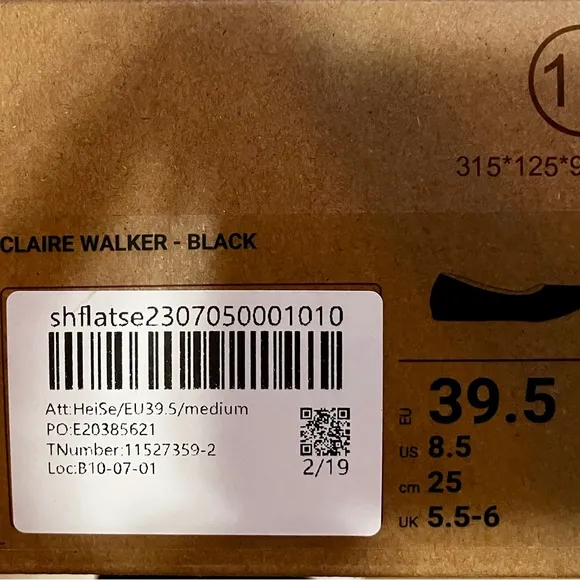 315*125*9
CLAIRE WALKER - BLACK
shflatse2307050001010
Att:HeiSe/EU39.5/medium
PO:E20385621
TNumber:11527359-2
Loc:B10-07-01
2/19
EU 39.5
US 8.5
cm 25
UK 5.5-6